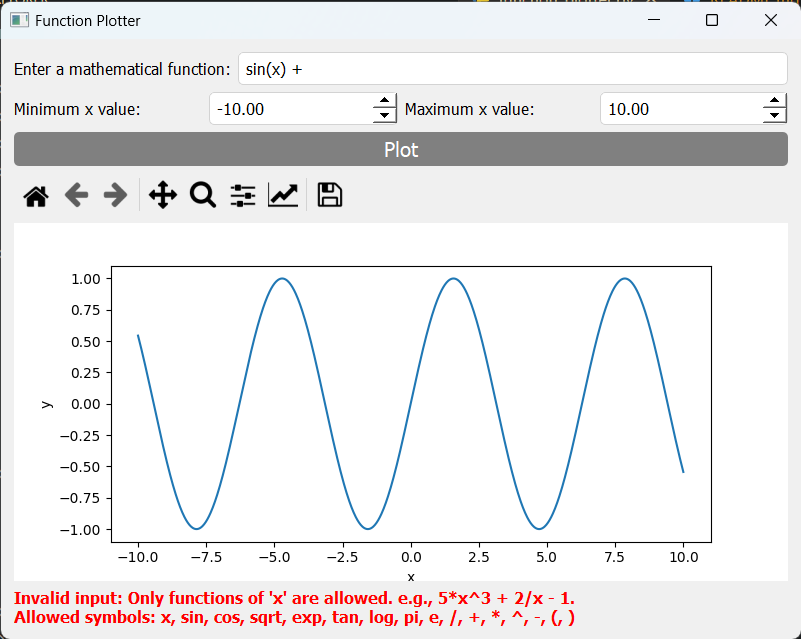 Function Plotter
Enter a mathematical function: sin(x) +
Minimum x value: -10.00 Maximum x value: 10.00
Plot
1.00
0.75
0.50
0.25
0.00
−0.25
−0.50
−0.75
−1.00
y
−10.0 −7.5 −5.0 −2.5 0.0 2.5 5.0 7.5 10.0
x
Invalid input: Only functions of 'x' are allowed. e.g., 5*x^3 + 2/x - 1.
Allowed symbols: x, sin, cos, sqrt, exp, tan, log, pi, e, /, +, *, ^, -, (, )